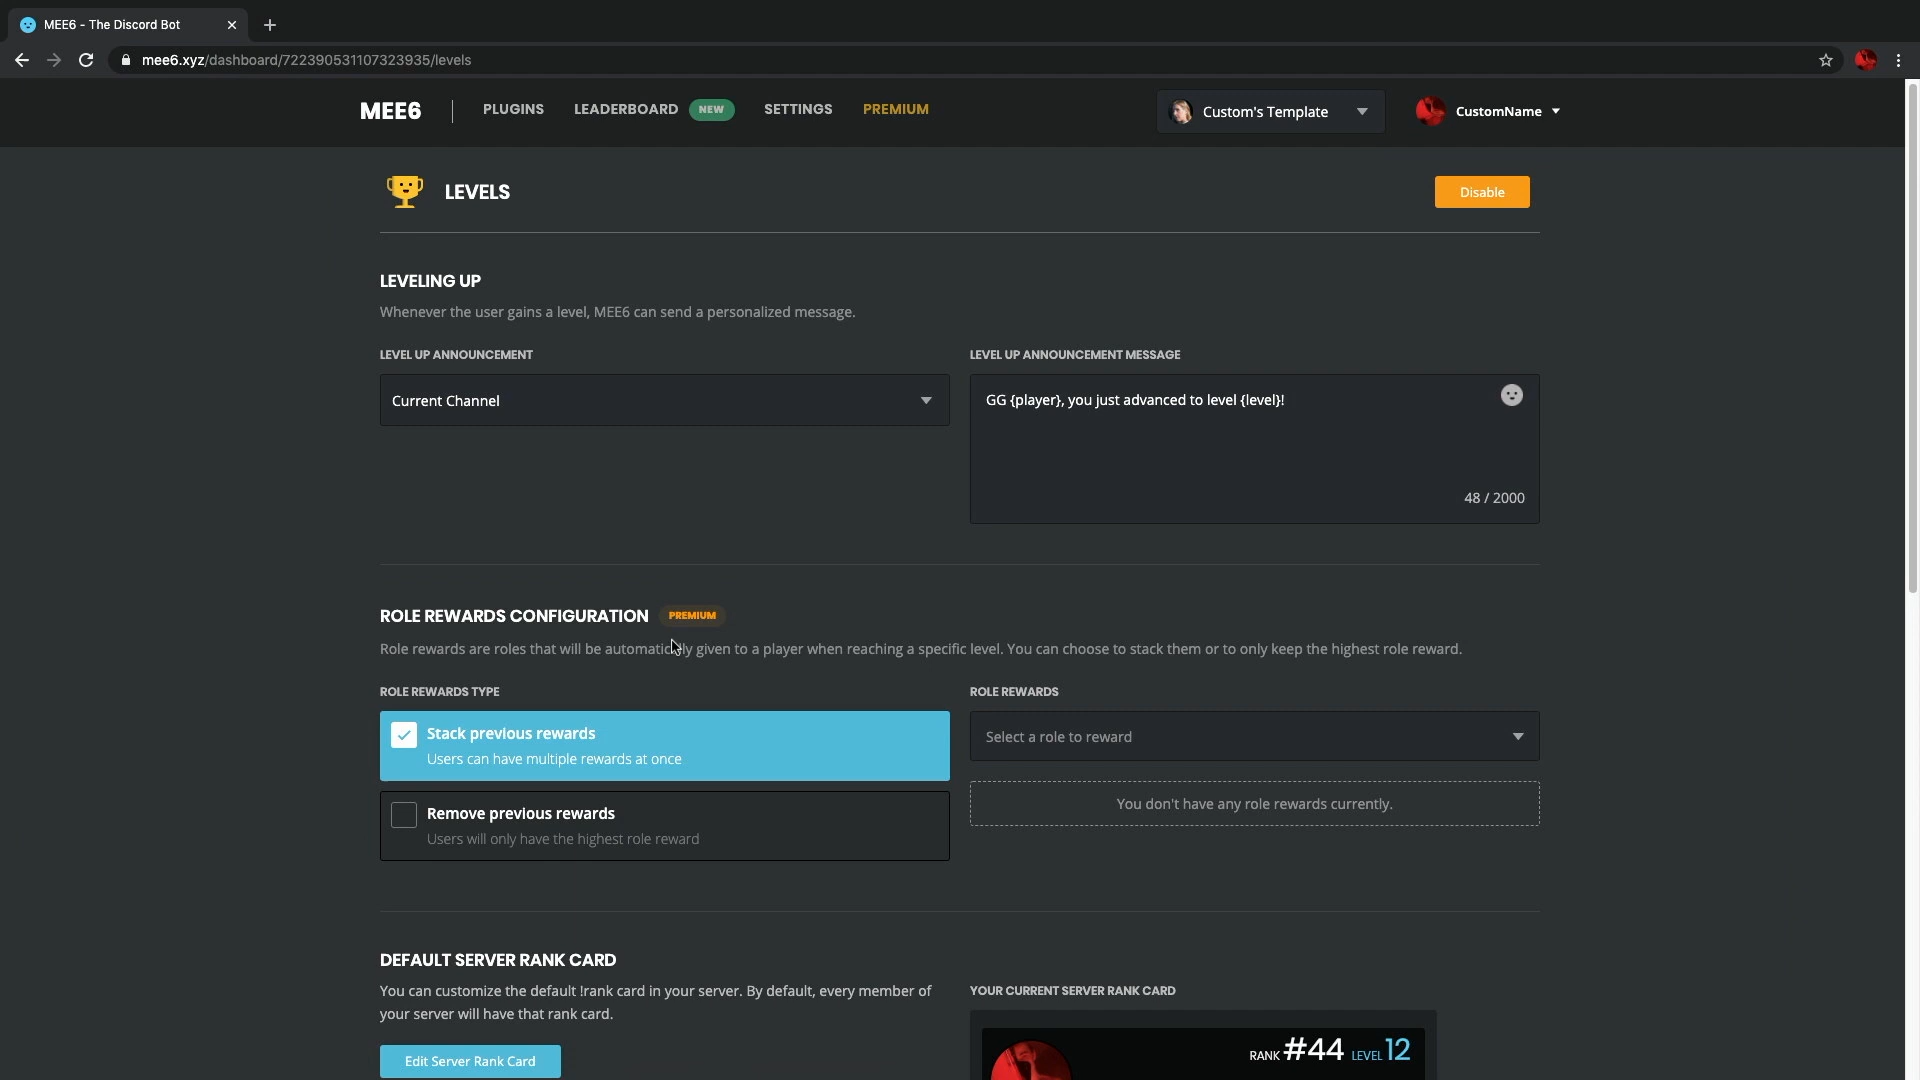 MEE6 - The Discord Bot
mee6.xyz/dashboard/722390531107323935/levels
MEE6
PLUGINS
LEADERBOARD NEW
SETTINGS
PREMIUM
Custom's Template
CustomName
LEVELS
Disable
LEVELING UP
Whenever the user gains a level, MEE6 can send a personalized message.
LEVEL UP ANNOUNCEMENT
Current Channel
LEVEL UP ANNOUNCEMENT MESSAGE
GG {player}, you just advanced to level {level}!
48 / 2000
ROLE REWARDS CONFIGURATION PREMIUM
Role rewards are roles that will be automatically given to a player when reaching a specific level. You can choose to stack them or to only keep the highest role reward.
ROLE REWARDS TYPE
Stack previous rewards
Users can have multiple rewards at once
Remove previous rewards
Users will only have the highest role reward
ROLE REWARDS
Select a role to reward
You don't have any role rewards currently.
DEFAULT SERVER RANK CARD
You can customize the default !rank card in your server. By default, every member of
your server will have that rank card.
Edit Server Rank Card
YOUR CURRENT SERVER RANK CARD
RANK #44 LEVEL 12